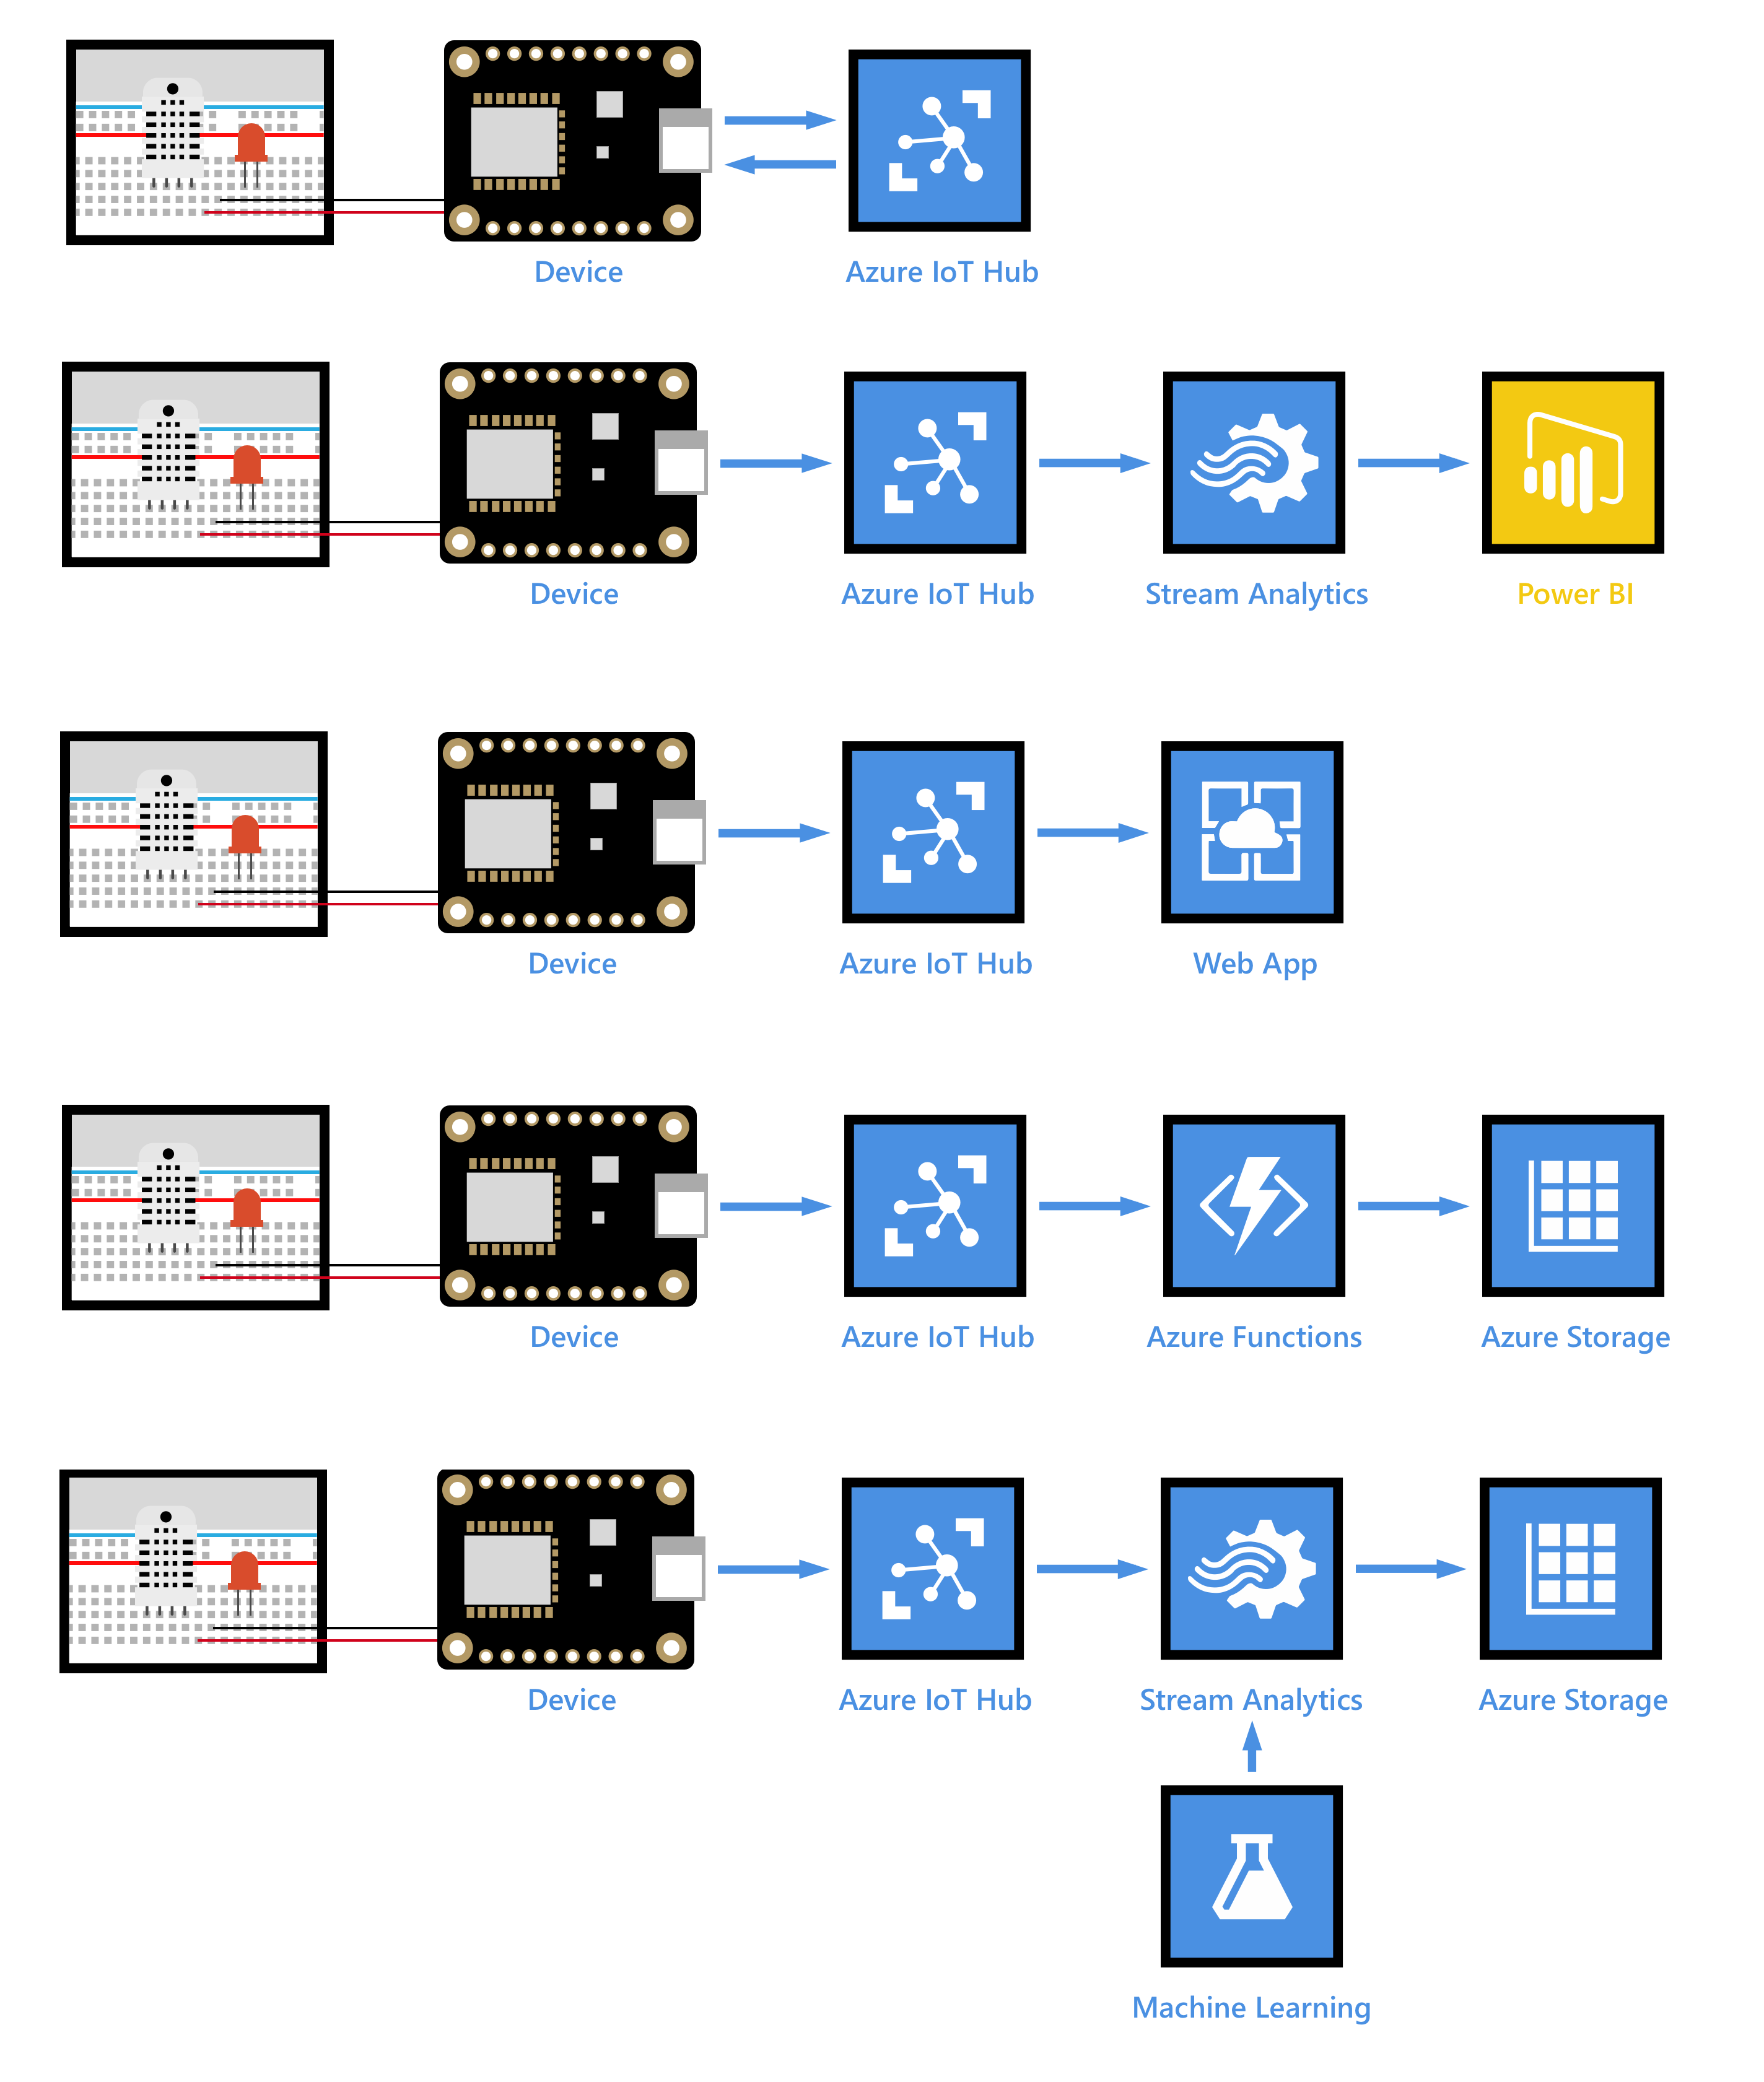 Device
Azure IoT Hub
Device
Azure IoT Hub
Stream Analytics
Power BI
Device
Azure IoT Hub
Web App
Device
Azure IoT Hub
Azure Functions
Azure Storage
Device
Azure IoT Hub
Stream Analytics
Azure Storage
Machine Learning